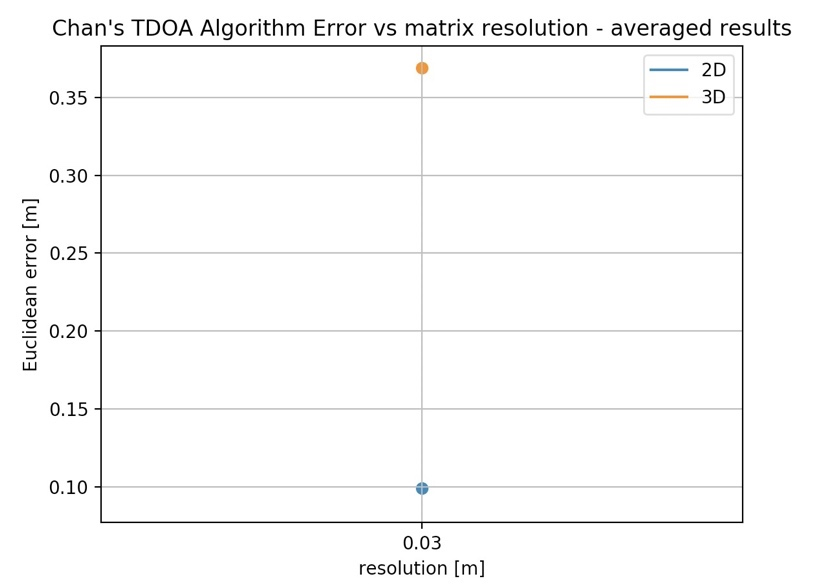 Chan's TDOA Algorithm Error vs matrix resolution - averaged results
2D
3D
0.35
0.30
0.25
0.20
0.15
0.10
Euclidean error [m]
0.03
resolution [m]